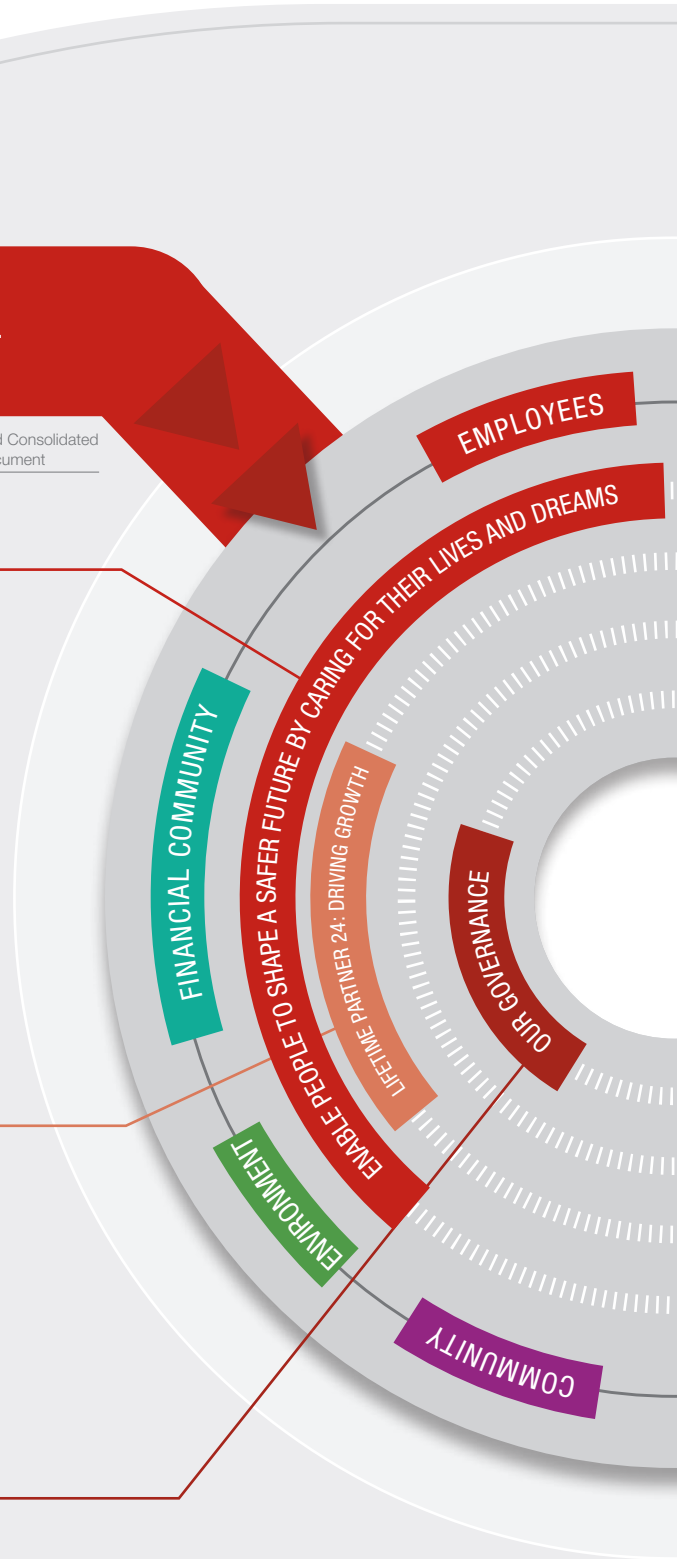 d Consolidated
cument
EMPLOYEES
ENABLE PEOPLE TO SHAPE A SAFER FUTURE BY CARING FOR THEIR LIVES AND DREAMS
FINANCIAL COMMUNITY
LIFETIME PARTNER 24: DRIVING GROWTH
OUR GOVERNANCE
ENVIRONMENT
COMMUNITY